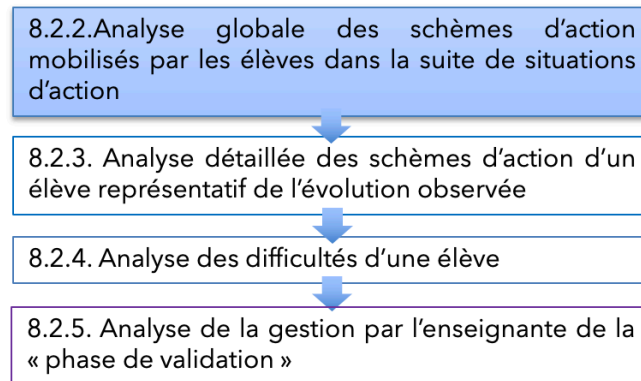 8.2.2.Analyse globale des schèmes d’action
mobilisés par les élèves dans la suite de situations
d’action
8.2.3. Analyse détaillée des schèmes d’action d’un
élève représentatif de l’évolution observée
8.2.4. Analyse des difficultés d’une élève
8.2.5. Analyse de la gestion par l’enseignante de la
« phase de validation »